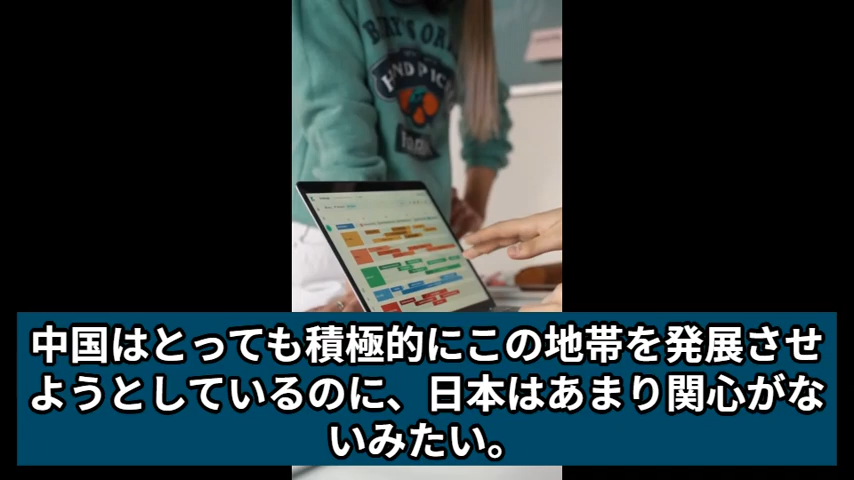 HAND PICK
中国はとっても積極的にこの地帯を発展させ
ようとしているのに、日本はあまり関心がな
いみたい。